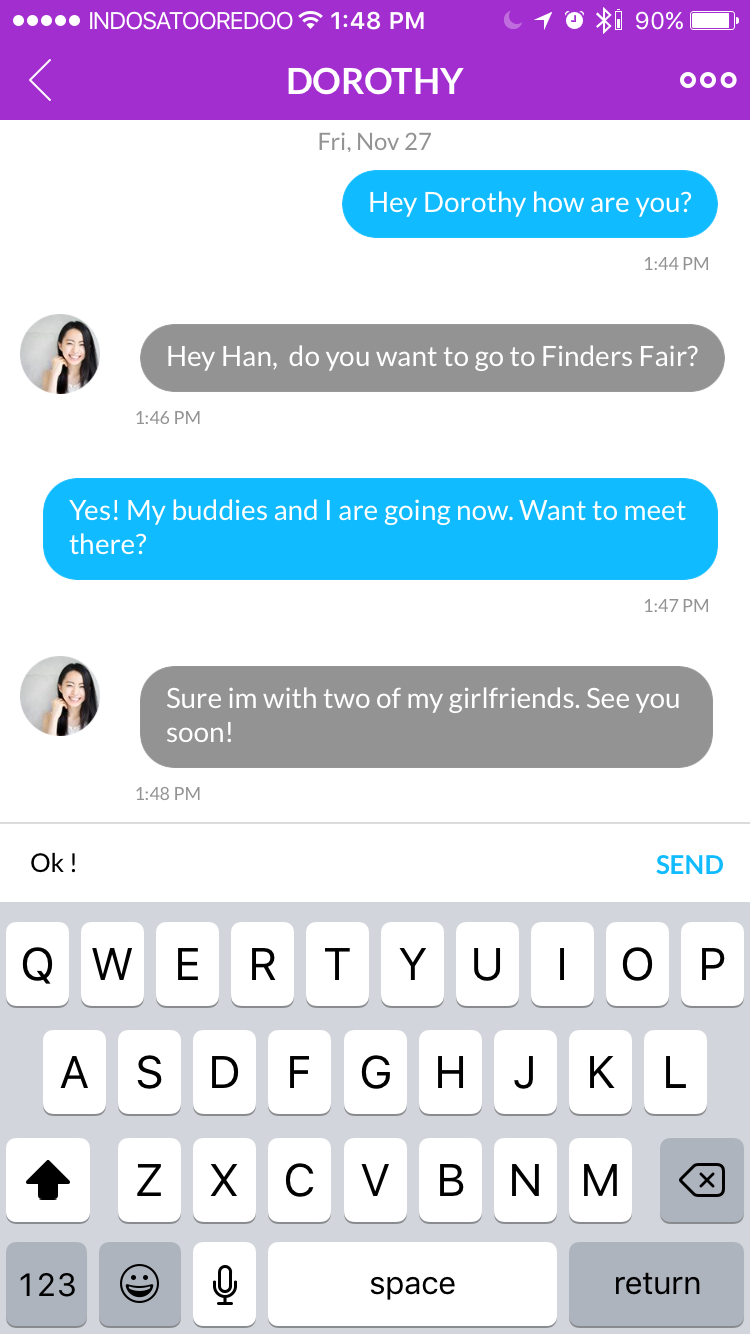 INDOSATOOREDOO 1:48 PM 90%
DOROTHY
Fri, Nov 27
Hey Dorothy how are you?
1:44 PM
Hey Han,  do you want to go to Finders Fair?
1:46 PM
Yes! My buddies and I are going now. Want to meet
there?
1:47 PM
Sure im with two of my girlfriends. See you
soon!
1:48 PM
Ok ! SEND
Q W E R T Y U I O P
A S D F G H J K L
Z X C V B N M
123 space return